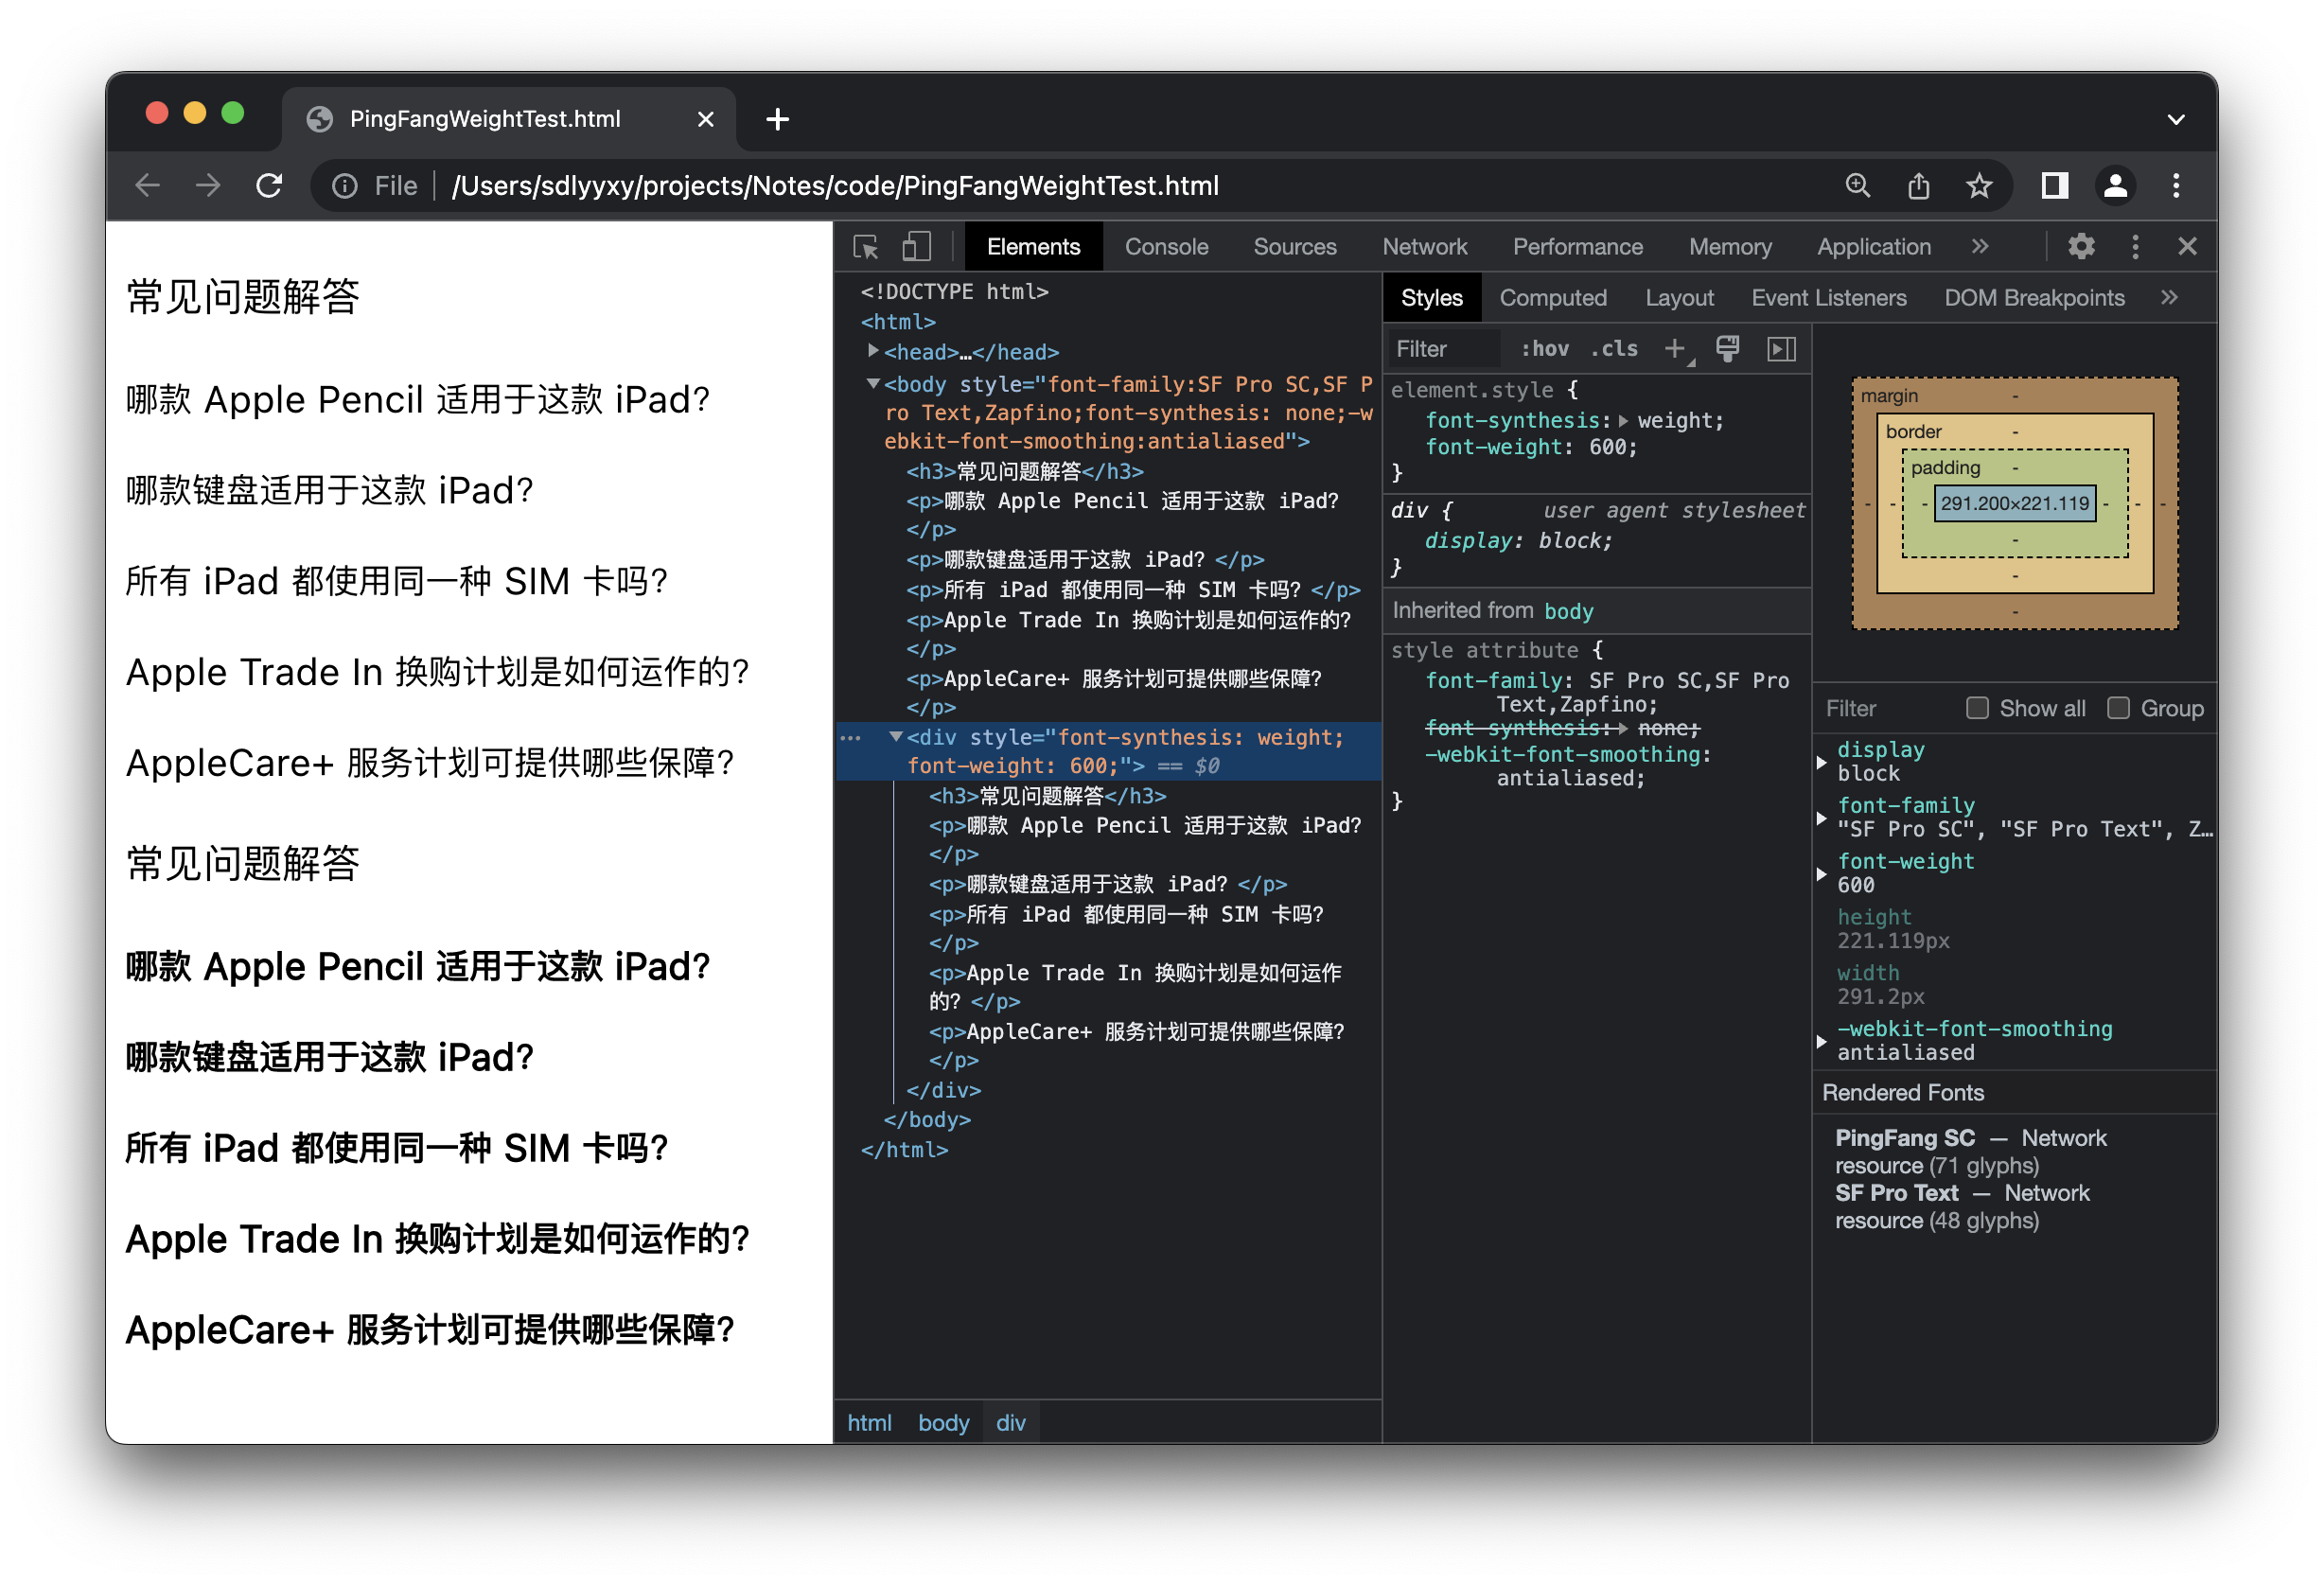 PingFangWeightTest.html
File
/Users/sdlyyxy/projects/Notes/code/PingFangWeightTest.html
常见问题解答
哪款 Apple Pencil 适用于这款 iPad？
哪款键盘适用于这款 iPad？
所有 iPad 都使用同一种 SIM 卡吗？
Apple Trade In 换购计划是如何运作的？
AppleCare+ 服务计划可提供哪些保障？
常见问题解答
哪款 Apple Pencil 适用于这款 iPad？
哪款键盘适用于这款 iPad？
所有 iPad 都使用同一种 SIM 卡吗？
Apple Trade In 换购计划是如何运作的？
AppleCare+ 服务计划可提供哪些保障？
Elements Console Sources Network Performance Memory Application »
<!DOCTYPE html>
<html>
<head>…</head>
<body style="font-family:SF Pro SC,SF P
ro Text,Zapfino;font-synthesis: none;-w
ebkit-font-smoothing:antialiased">
<h3>常见问题解答</h3>
<p>哪款 Apple Pencil 适用于这款 iPad？
</p>
<p>哪款键盘适用于这款 iPad？</p>
<p>所有 iPad 都使用同一种 SIM 卡吗？</p>
<p>Apple Trade In 换购计划是如何运作的？
</p>
<p>AppleCare+ 服务计划可提供哪些保障？
</p>
<div style="font-synthesis: weight;
font-weight: 600;"> == $0
<h3>常见问题解答</h3>
<p>哪款 Apple Pencil 适用于这款 iPad？
</p>
<p>哪款键盘适用于这款 iPad？</p>
<p>所有 iPad 都使用同一种 SIM 卡吗？
</p>
<p>Apple Trade In 换购计划是如何运作
的？</p>
<p>AppleCare+ 服务计划可提供哪些保障？
</p>
</div>
</body>
</html>
html body div
Styles Computed Layout Event Listeners DOM Breakpoints »
Filter :hov .cls
element.style {
font-synthesis: weight;
font-weight: 600;
}
div { user agent stylesheet
display: block;
}
Inherited from body
style attribute {
font-family: SF Pro SC,SF Pro
Text,Zapfino;
font-synthesis: none;
-webkit-font-smoothing:
antialiased;
}
margin -
border -
padding -
- - - 291.200×221.119 - - -
-
-
-
Filter Show all Group
display
block
font-family
"SF Pro SC", "SF Pro Text", Z…
font-weight
600
height
221.119px
width
291.2px
-webkit-font-smoothing
antialiased
Rendered Fonts
PingFang SC — Network
resource (71 glyphs)
SF Pro Text — Network
resource (48 glyphs)